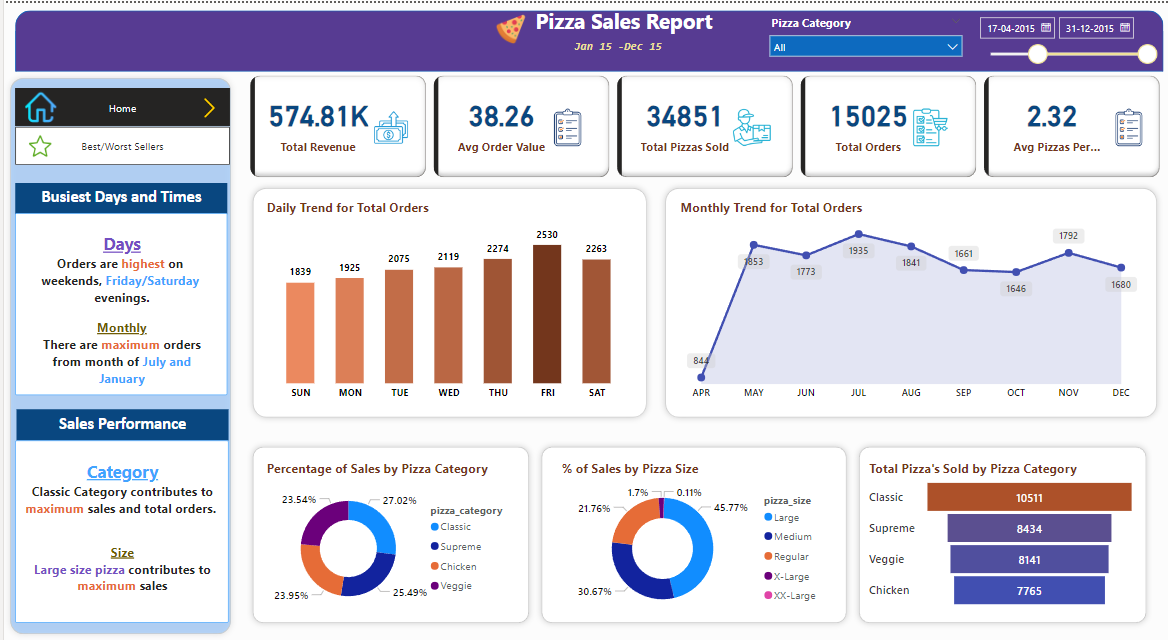 Pizza Sales Report
Jan 15 -Dec 15
Pizza Category
All
17-04-2015
31-12-2015
Home
Best/Worst Sellers
574.81K
Total Revenue
38.26
Avg Order Value
34851
Total Pizzas Sold
15025
Total Orders
2.32
Avg Pizzas Per...
Busiest Days and Times
Days
Orders are highest on
weekends, Friday/Saturday
evenings.
Monthly
There are maximum orders
from month of July and
January
Sales Performance
Category
Classic Category contributes to
maximum sales and total orders.
Size
Large size pizza contributes to
maximum sales
Daily Trend for Total Orders
1839
1925
2075
2119
2274
2530
2263
SUN
MON
TUE
WED
THU
FRI
SAT
Monthly Trend for Total Orders
844
1853
1773
1935
1841
1661
1646
1792
1680
APR
MAY
JUN
JUL
AUG
SEP
OCT
NOV
DEC
Percentage of Sales by Pizza Category
23.54%
27.02%
23.95%
25.49%
pizza_category
Classic
Supreme
Chicken
Veggie
% of Sales by Pizza Size
1.7%
0.11%
21.76%
45.77%
30.67%
pizza_size
Large
Medium
Regular
X-Large
XX-Large
Total Pizza's Sold by Pizza Category
Classic
10511
Supreme
8434
Veggie
8141
Chicken
7765